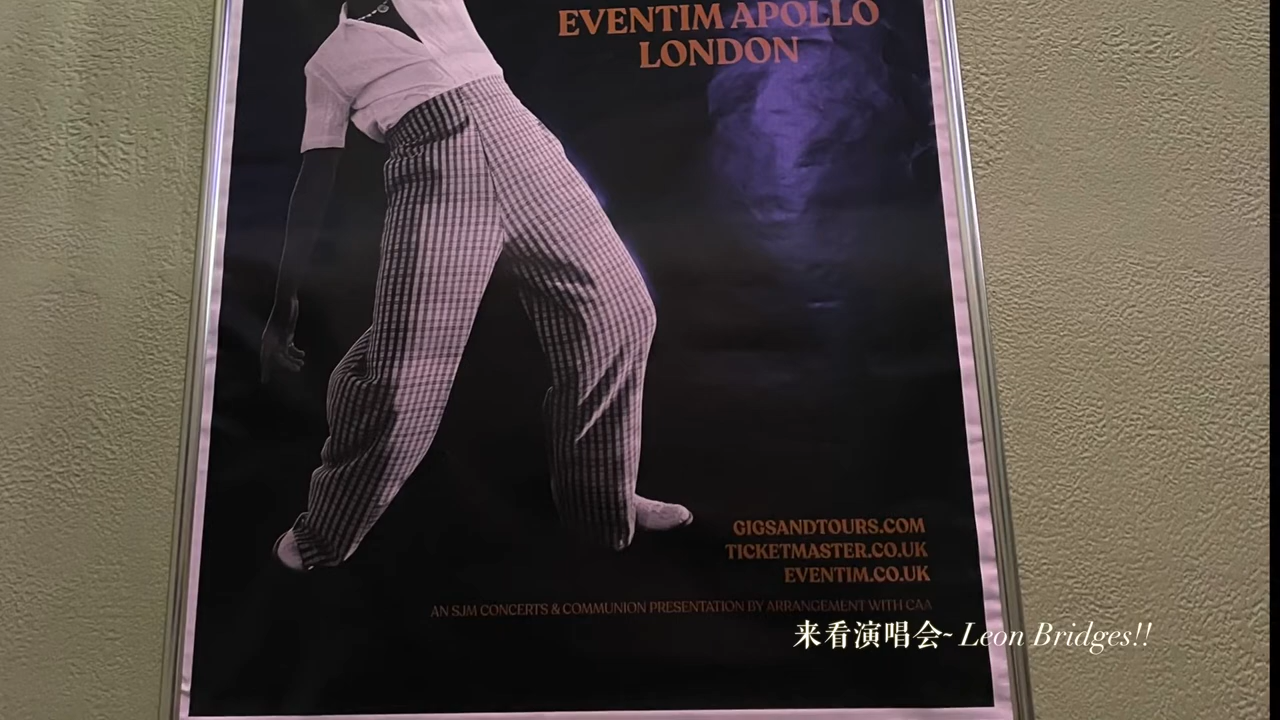 EVENTIM APOLLO
LONDON
GIGSANDTOURS.COM
TICKETMASTER.CO.UK
EVENTIM.CO.UK
AN SJM CONCERTS & COMMUNION PRESENTATION BY ARRANGEMENT WITH CAA
来看演唱会~ Leon Bridges!!